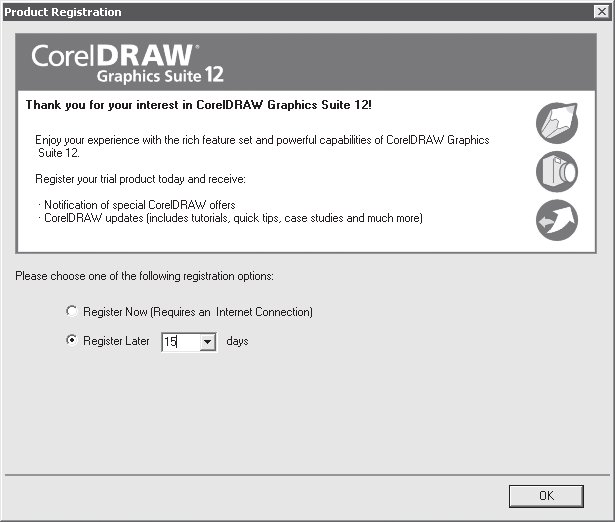 Product Registration
CorelDRAW®
Graphics Suite 12
Thank you for your interest in CorelDRAW Graphics Suite 12!
Enjoy your experience with the rich feature set and powerful capabilities of CorelDRAW Graphics
Suite 12.
Register your trial product today and receive:
· Notification of special CorelDRAW offers
· CorelDRAW updates (includes tutorials, quick tips, case studies and much more)
Please choose one of the following registration options:
Register Now (Requires an Internet Connection)
Register Later 15 days
OK